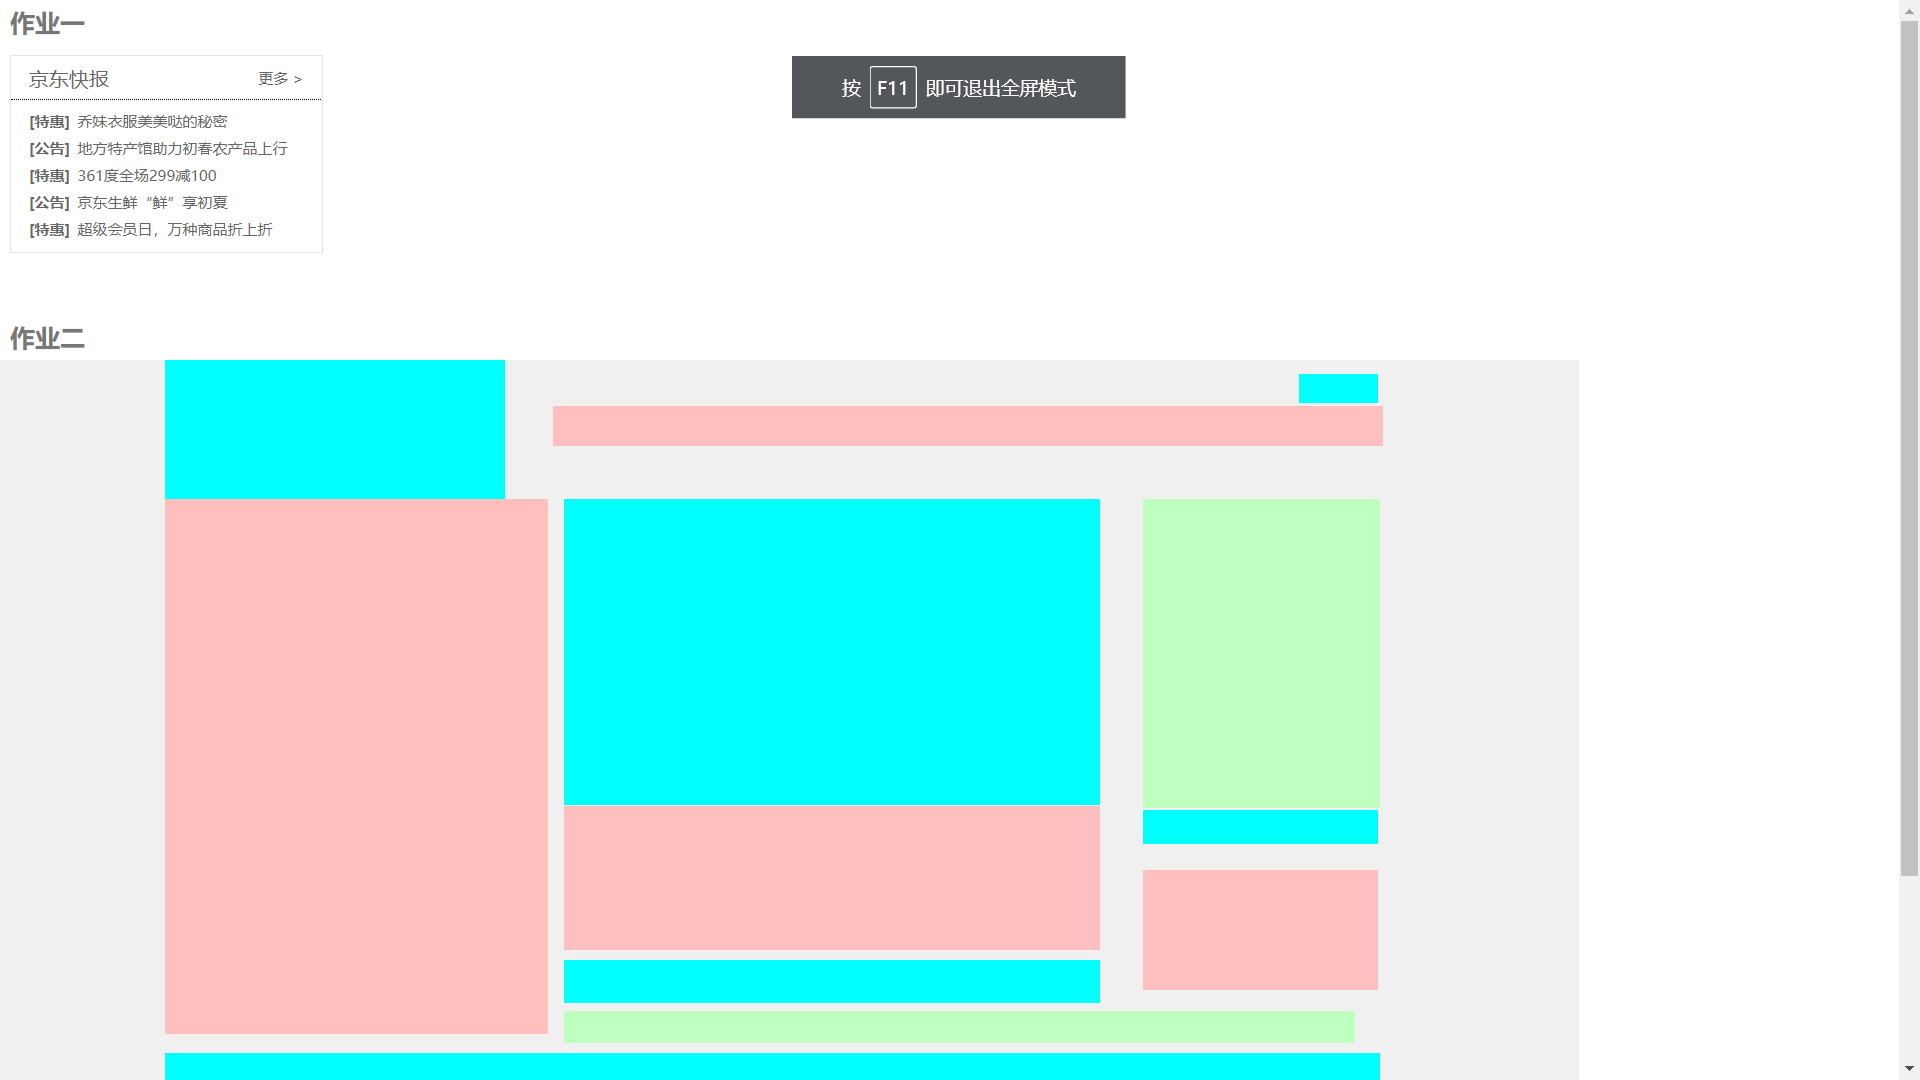 作业一
京东快报 更多 >
按 F11 即可退出全屏模式
[特惠] 乔妹衣服美美哒的秘密
[公告] 地方特产馆助力初春农产品上行
[特惠] 361度全场299减100
[公告] 京东生鲜“鲜”享初夏
[特惠] 超级会员日，万种商品折上折
作业二